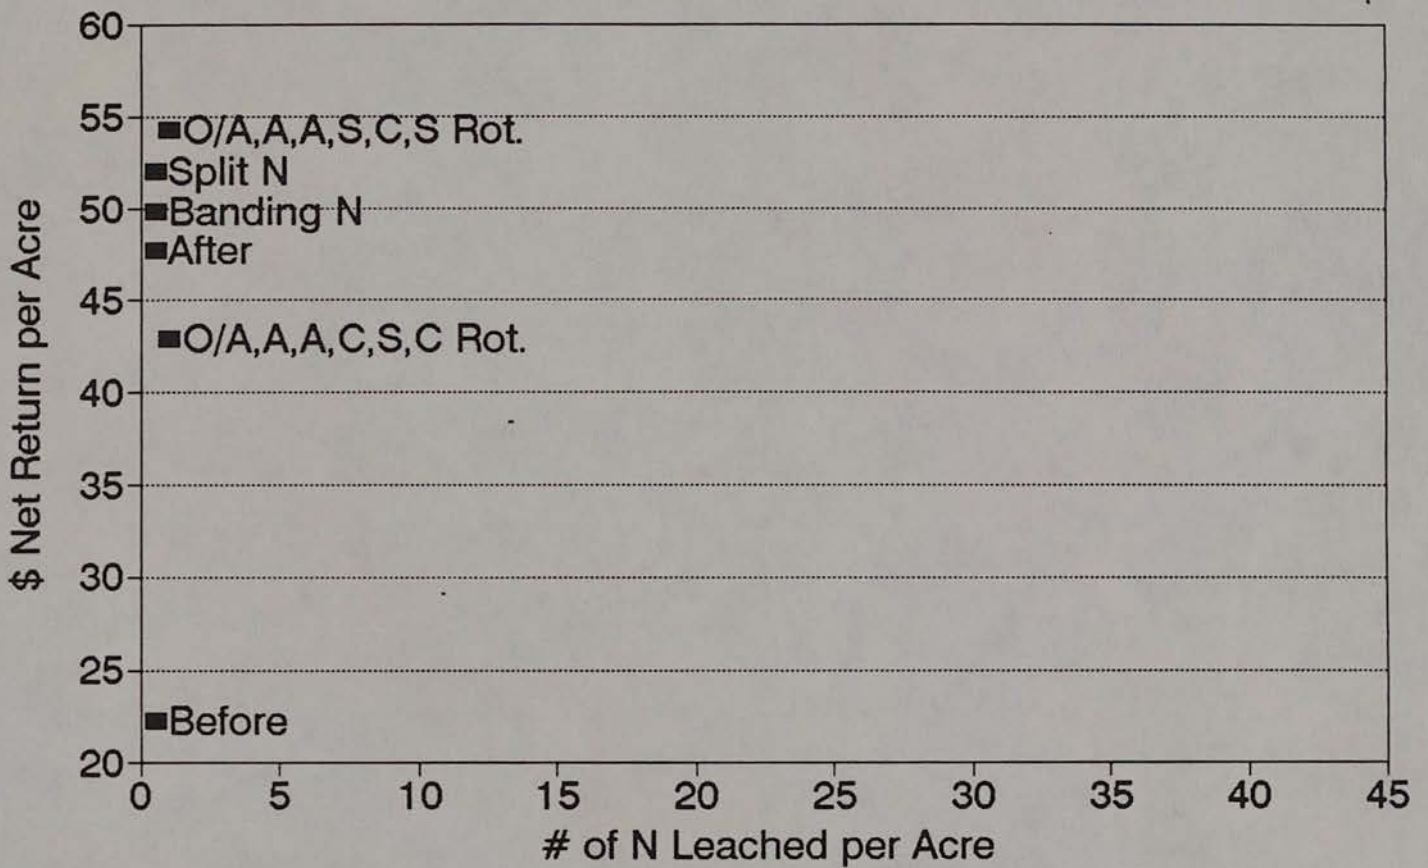 60
55
50
45
40
35
30
25
20
$ Net Return per Acre
O/A,A,A,S,C,S Rot.
Split N
Banding N
After
O/A,A,A,C,S,C Rot.
Before
0 5 10 15 20 25 30 35 40 45
# of N Leached per Acre